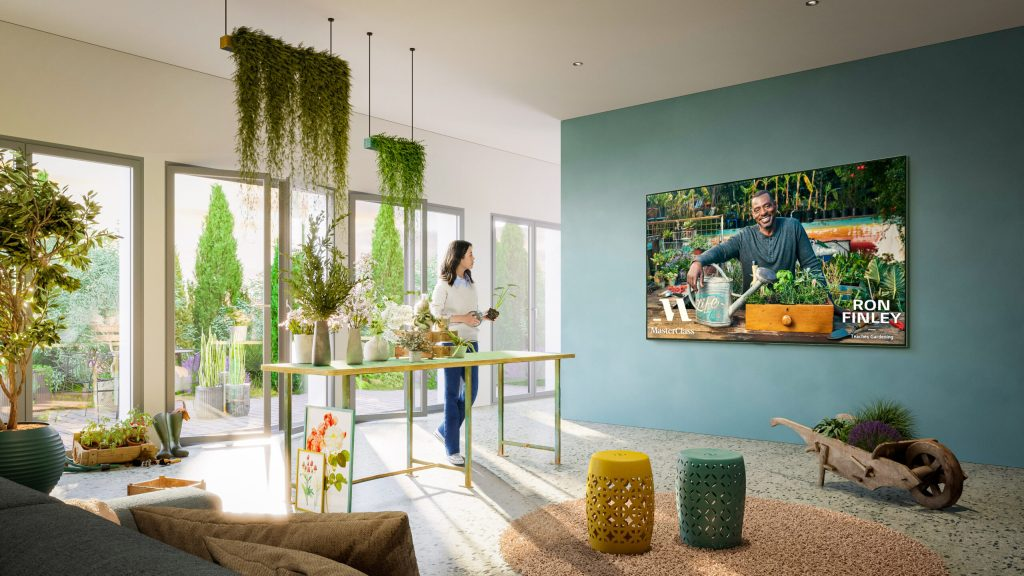 MasterClass
RON
FINLEY
Teaches Gardening